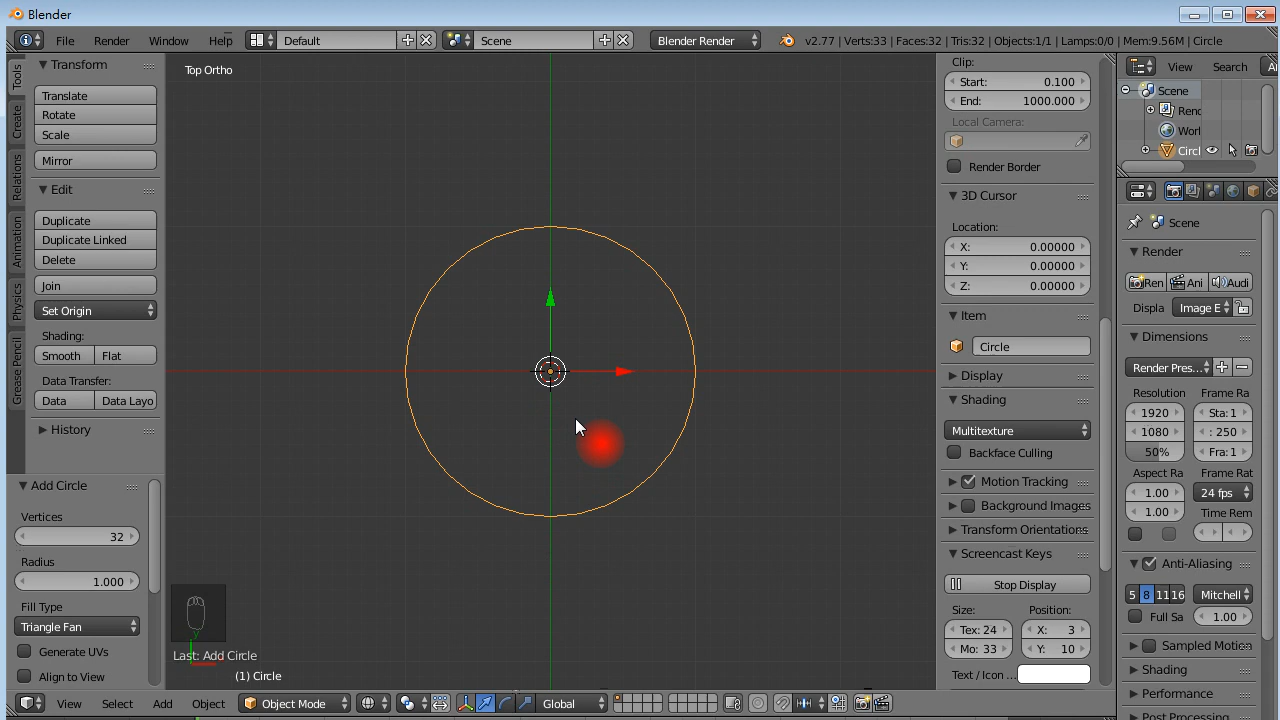 Blender
File
Render
Window
Help
Default
Scene
Blender Render
v2.77 | Verts:33 | Faces:32 | Tris:32 | Objects:1/1 | Lamps:0/0 | Mem:9.56M | Circle
Tools
Create
Relations
Animation
Physics
Grease Pencil
Transform
Translate
Rotate
Scale
Mirror
Edit
Duplicate
Duplicate Linked
Delete
Join
Set Origin
Shading:
Smooth
Flat
Data Transfer:
Data
Data Layo
History
Add Circle
Vertices
32
Radius
1.000
Fill Type
Triangle Fan
Generate UVs
Align to View
Top Ortho
y
Last: Add Circle
(1) Circle
View
Select
Add
Object
Object Mode
Global
Clip:
Start: 0.100
End: 1000.000
Local Camera:
Render Border
3D Cursor
Location:
X: 0.00000
Y: 0.00000
Z: 0.00000
Item
Circle
Display
Shading
Multitexture
Backface Culling
Motion Tracking
Background Images
Transform Orientations
Screencast Keys
Stop Display
Size:
Position:
Tex: 24
X: 3
Mo: 33
Y: 10
Text / Icon ...
View
Search
Scene
Rend
Worl
Circl
Scene
Render
Ren
Ani
Audi
Displa
Image E
Dimensions
Render Pres...
Resolution
Frame Ra
1920
Sta: 1
1080
: 250
50%
Fra: 1
Aspect Ra
Frame Rat
1.00
24 fps
1.00
Time Rem
Anti-Aliasing
5 8 11 16
Mitchell
Full Sa
1.00
Sampled Motion
Shading
Performance
Post Processing